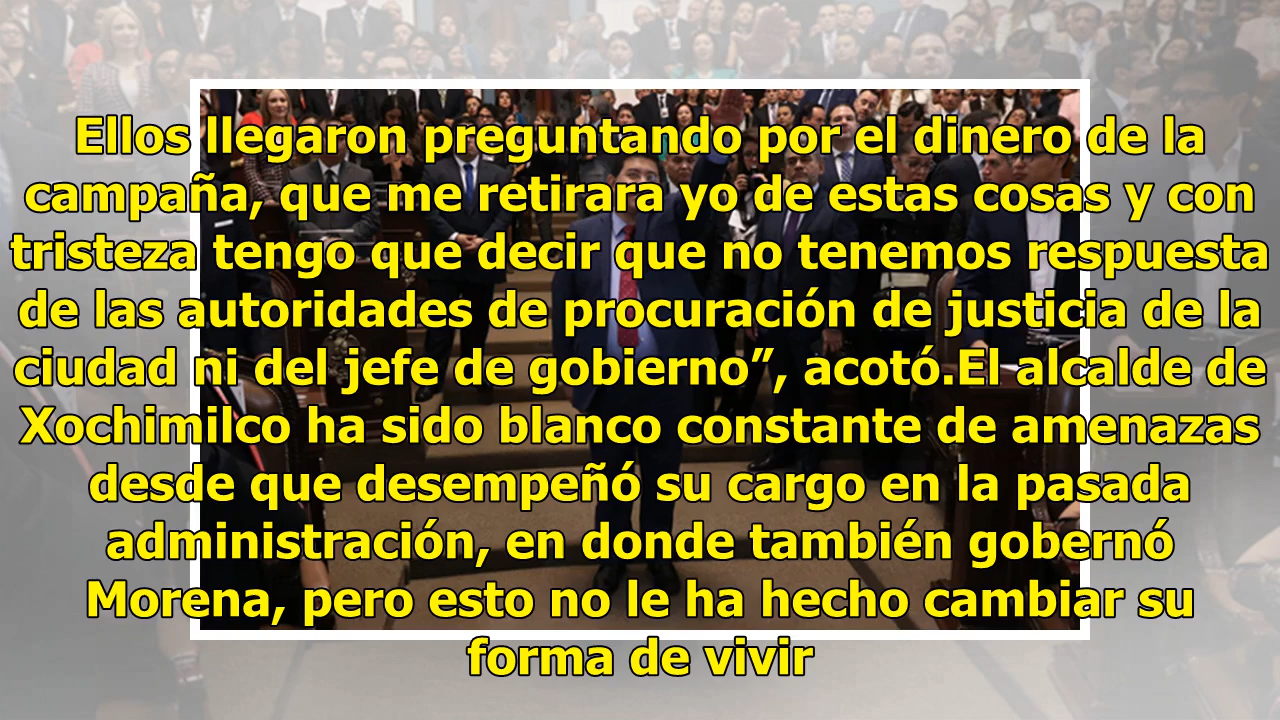 Ellos llegaron preguntando por el dinero de la
campaña, que me retirara yo de estas cosas y con
tristeza tengo que decir que no tenemos respuesta
de las autoridades de procuración de justicia de la
ciudad ni del jefe de gobierno”, acotó.El alcalde de
Xochimilco ha sido blanco constante de amenazas
desde que desempeñó su cargo en la pasada
administración, en donde también gobernó
Morena, pero esto no le ha hecho cambiar su
forma de vivir